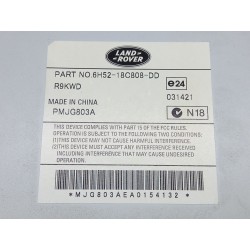 LAND-
ROVER
PART NO.6H52-18C808-DD
R9KWD
e24
031421
MADE IN CHINA
PMJG803A
N18
THIS DEVICE COMPLIES WITH PART 15 OF THE FCC RULES.
OPERATION IS SUBJECT TO THE FOLLOWING TWO CONDITIONS:
(1)THIS DEVICE MAY NOT CAUSE HARMFUL INTERFERENCE, AND
(2)THIS DEVICE MUST ACCEPT ANY INTERFERENCE RECEIVED,
INCLUDING INTERFERENCE THAT MAY CAUSE UNDESIRED
OPERATION.
*MJG803AEA0154132*